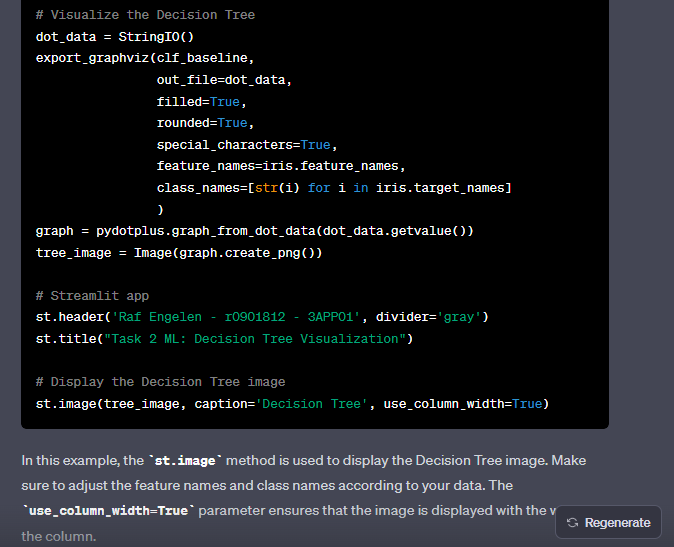 # Visualize the Decision Tree
dot_data = StringIO()
export_graphviz(clf_baseline,
                out_file=dot_data,
                filled=True,
                rounded=True,
                special_characters=True,
                feature_names=iris.feature_names,
                class_names=[str(i) for i in iris.target_names]
                )
graph = pydotplus.graph_from_dot_data(dot_data.getvalue())
tree_image = Image(graph.create_png())
# Streamlit app
st.header('Raf Engelen - r0901812 - 3APP01', divider='gray')
st.title("Task 2 ML: Decision Tree Visualization")
# Display the Decision Tree image
st.image(tree_image, caption='Decision Tree', use_column_width=True)
In this example, the `st.image` method is used to display the Decision Tree image. Make
sure to adjust the feature names and class names according to your data. The
`use_column_width=True` parameter ensures that the image is displayed with the
the column.
Regenerate